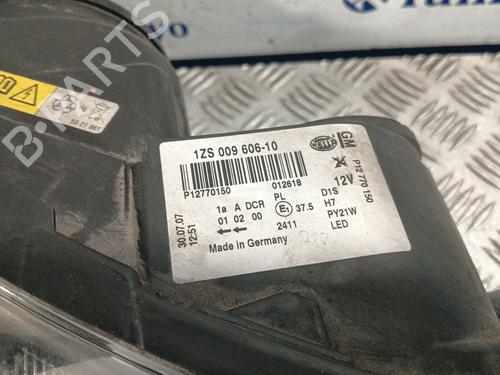 1ZS 009 606-10
P12770150
012618
HELLA
GM
P12 770 150
12V
1a A DCR PL
01 02 00
E1 37.5
2411
D1S
H7
PY21W
LED
30.07.07
12:51
Made in Germany
B-PARTS